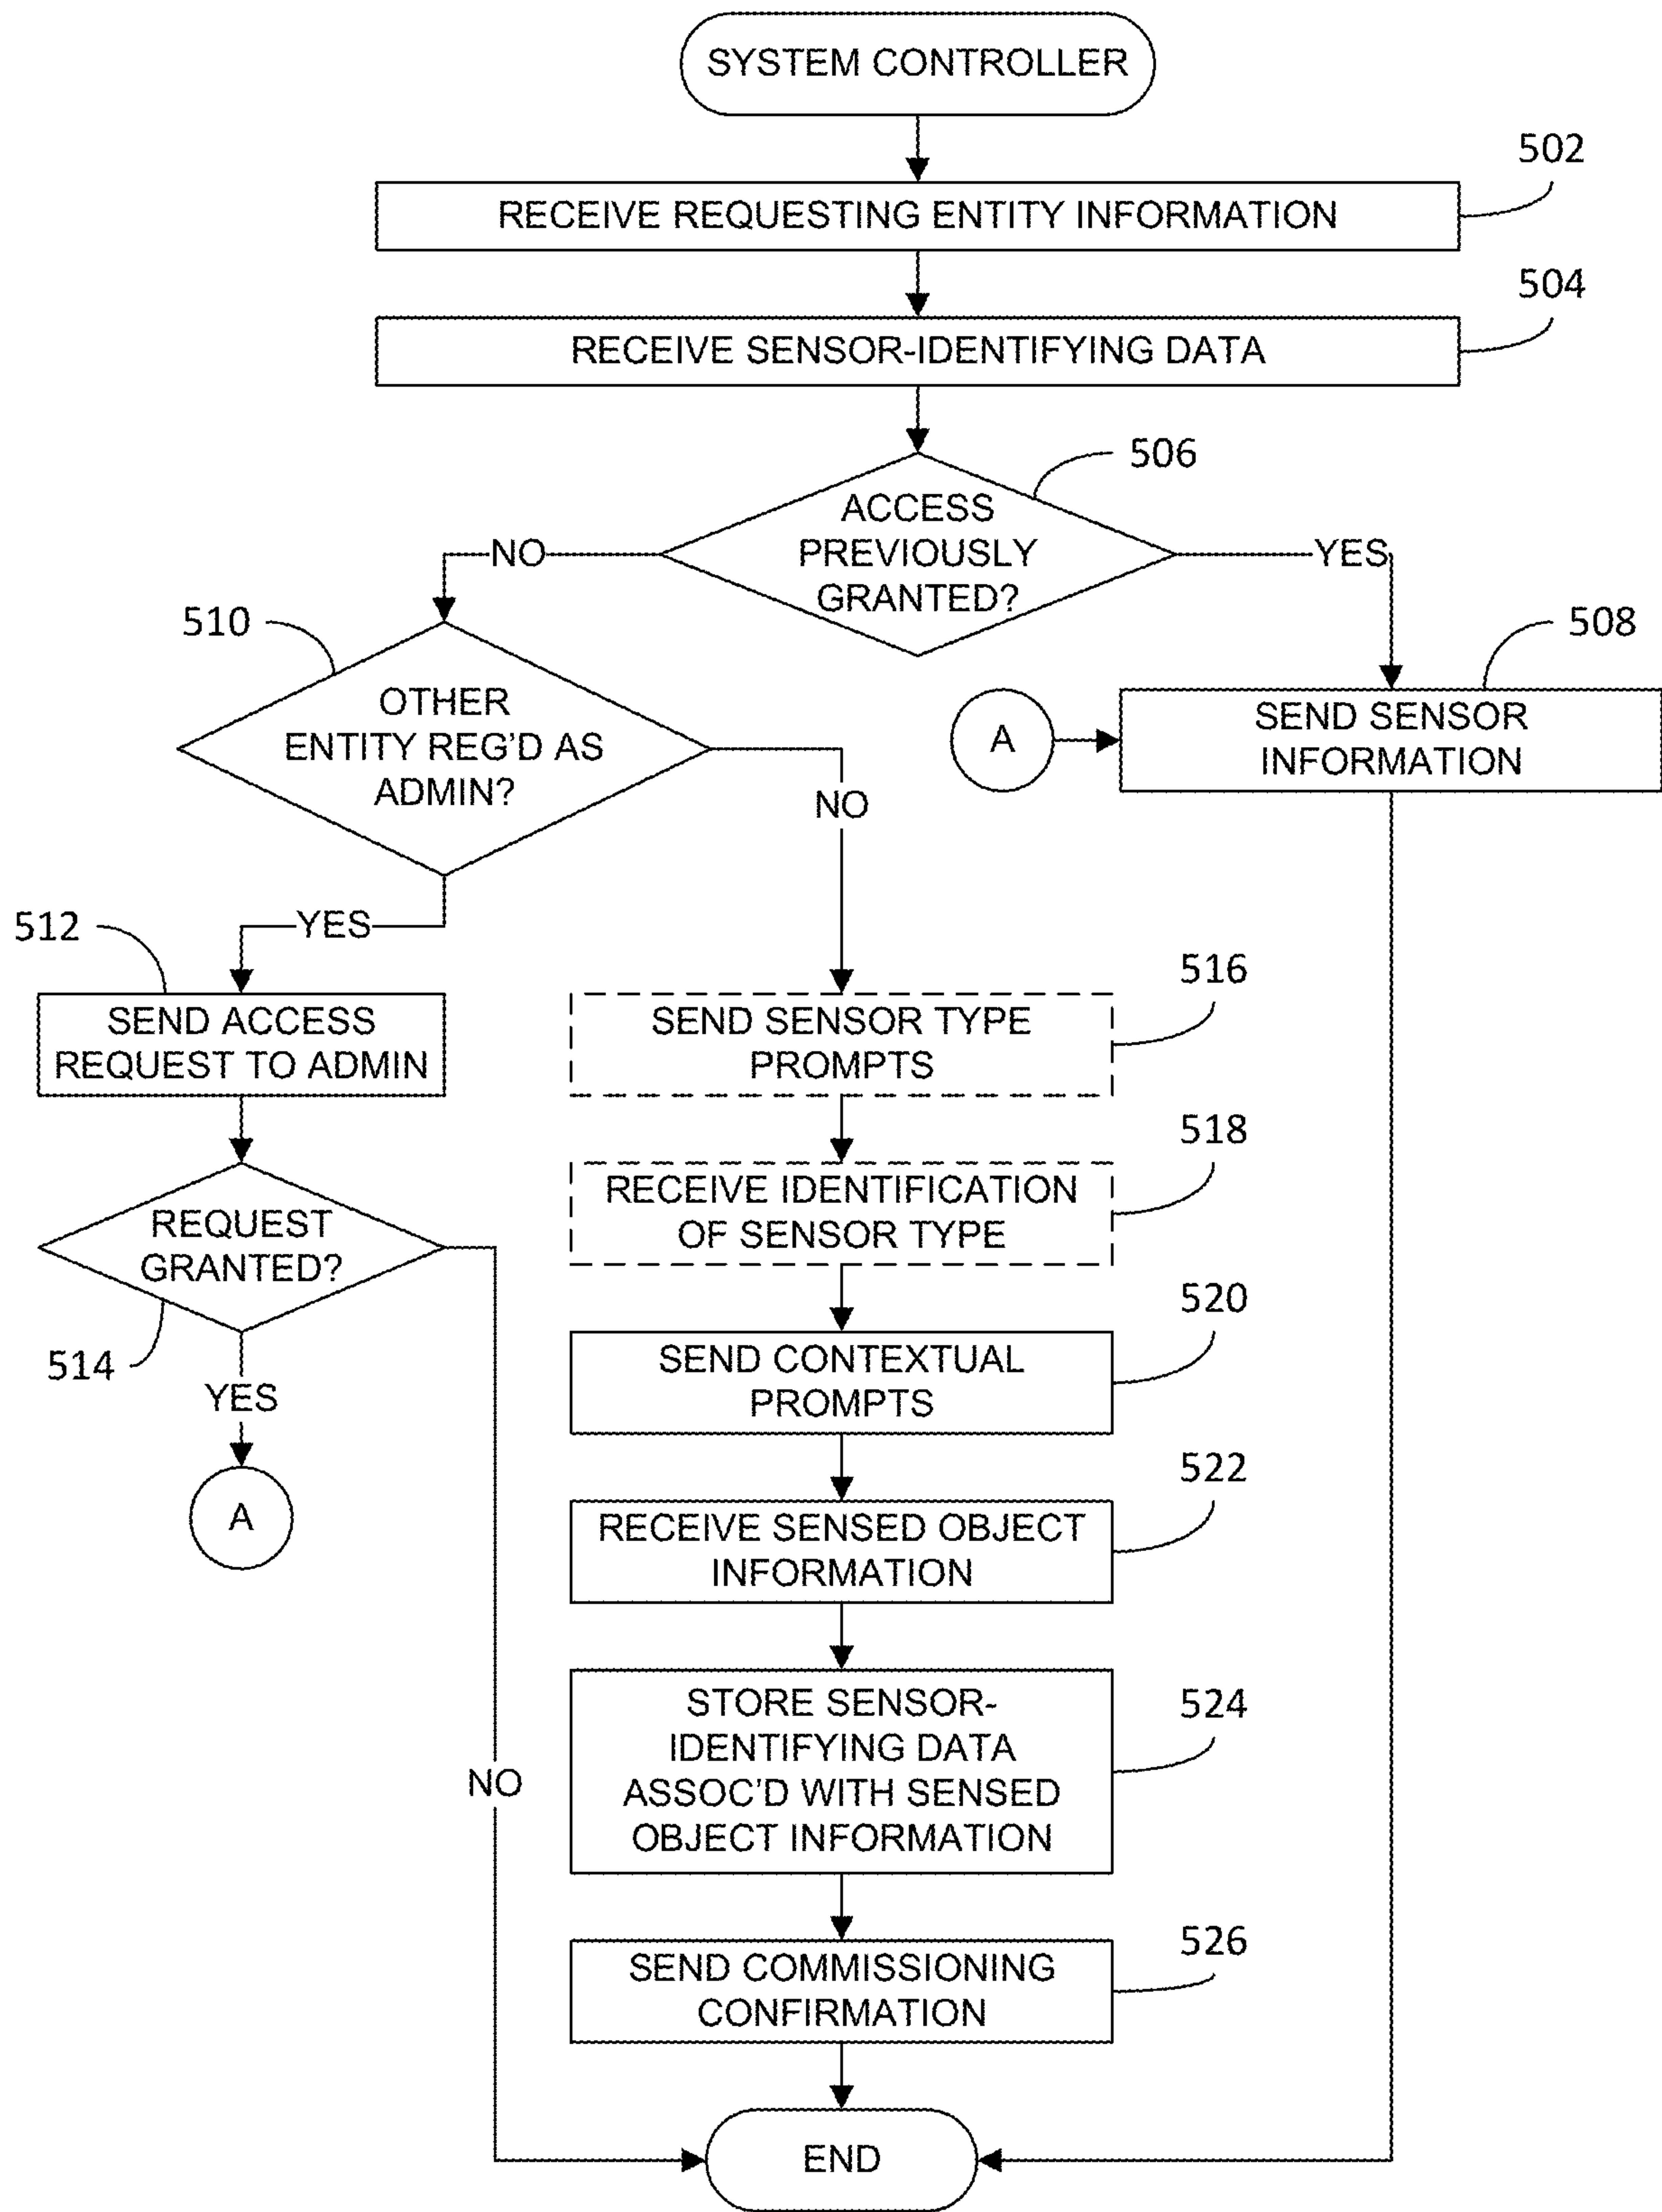 SYSTEM CONTROLLER
502
RECEIVE REQUESTING ENTITY INFORMATION
504
RECEIVE SENSOR-IDENTIFYING DATA
506
ACCESS
PREVIOUSLY
GRANTED?
NO
YES
510
OTHER
ENTITY REG'D AS
ADMIN?
508
SEND SENSOR
INFORMATION
A
NO
YES
512
SEND ACCESS
REQUEST TO ADMIN
REQUEST
GRANTED?
514
YES
A
NO
516
SEND SENSOR TYPE
PROMPTS
518
RECEIVE IDENTIFICATION
OF SENSOR TYPE
520
SEND CONTEXTUAL
PROMPTS
522
RECEIVE SENSED OBJECT
INFORMATION
524
STORE SENSOR-
IDENTIFYING DATA
ASSOC'D WITH SENSED
OBJECT INFORMATION
526
SEND COMMISSIONING
CONFIRMATION
END